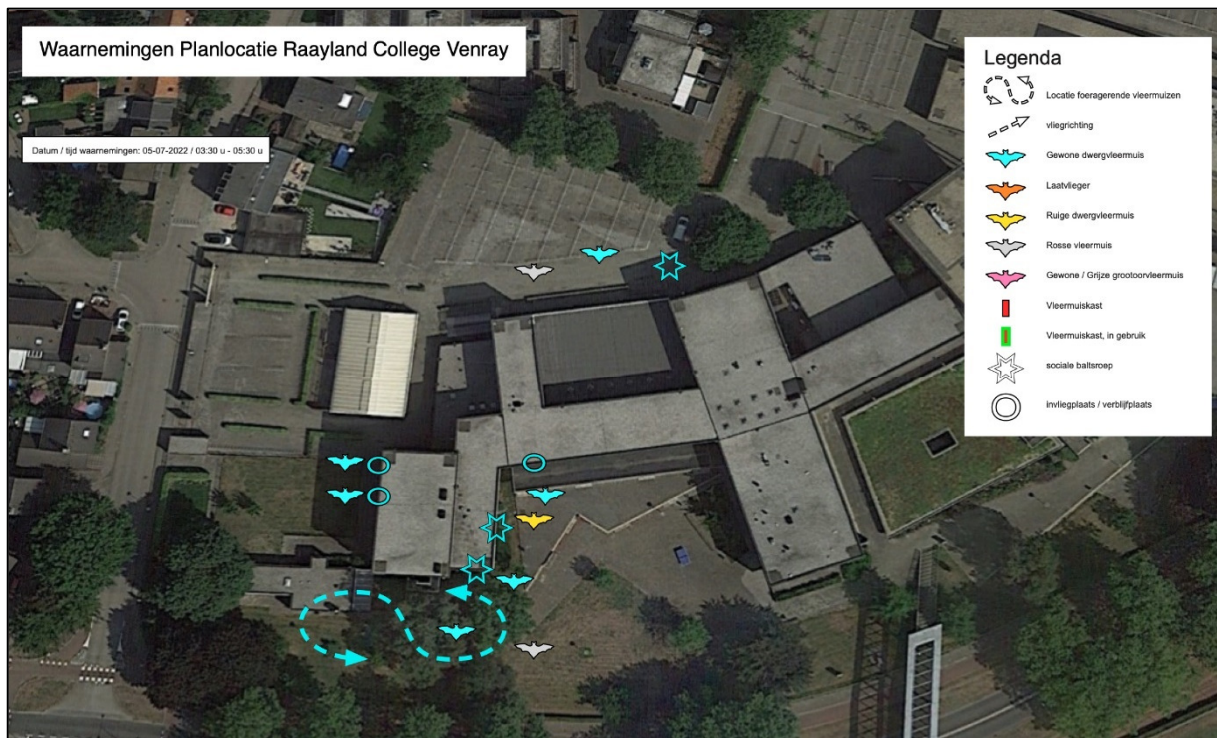 Waarnemingen Planlocatie Raayland College Venray
Datum / tijd waarnemingen: 05-07-2022 / 03:30 u - 05:30 u
Legenda
Locatie foeragerende vleermuizen
vliegrichting
Gewone dwergvleermuis
Laatvlieger
Ruige dwergvleermuis
Rosse vleermuis
Gewone / Grijze grootoorvleermuis
Vleermuiskast
Vleermuiskast, in gebruik
sociale baltsroep
invliegplaats / verblijfplaats